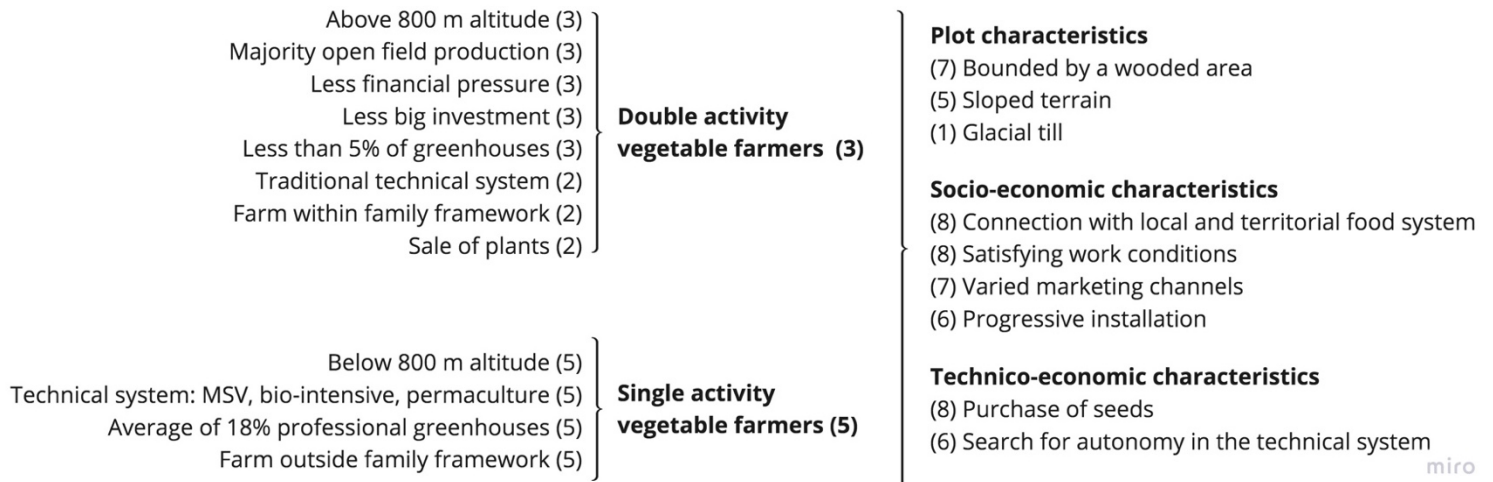 Above 800 m altitude (3)
Majority open field production (3)
Less financial pressure (3)
Less big investment (3)
Less than 5% of greenhouses (3)
Traditional technical system (2)
Farm within family framework (2)
Sale of plants (2)
Double activity
vegetable farmers (3)
Below 800 m altitude (5)
Technical system: MSV, bio-intensive, permaculture (5)
Average of 18% professional greenhouses (5)
Farm outside family framework (5)
Single activity
vegetable farmers (5)
Plot characteristics
(7) Bounded by a wooded area
(5) Sloped terrain
(1) Glacial till
Socio-economic characteristics
(8) Connection with local and territorial food system
(8) Satisfying work conditions
(7) Varied marketing channels
(6) Progressive installation
Technico-economic characteristics
(8) Purchase of seeds
(6) Search for autonomy in the technical system
miro